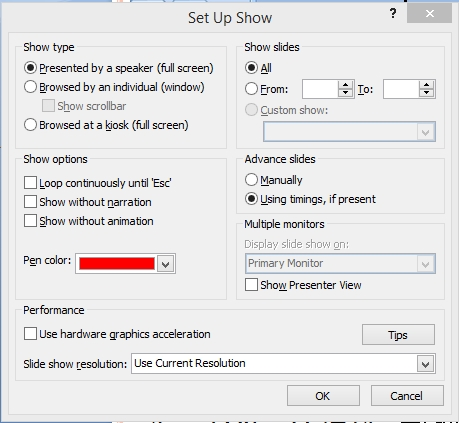 Set Up Show
?
Show type
Presented by a speaker (full screen)
Browsed by an individual (window)
Show scrollbar
Browsed at a kiosk (full screen)
Show slides
All
From: To:
Custom show:
Show options
Loop continuously until 'Esc'
Show without narration
Show without animation
Pen color:
Advance slides
Manually
Using timings, if present
Multiple monitors
Display slide show on:
Primary Monitor
Show Presenter View
Performance
Use hardware graphics acceleration
Tips
Slide show resolution: Use Current Resolution
OK Cancel